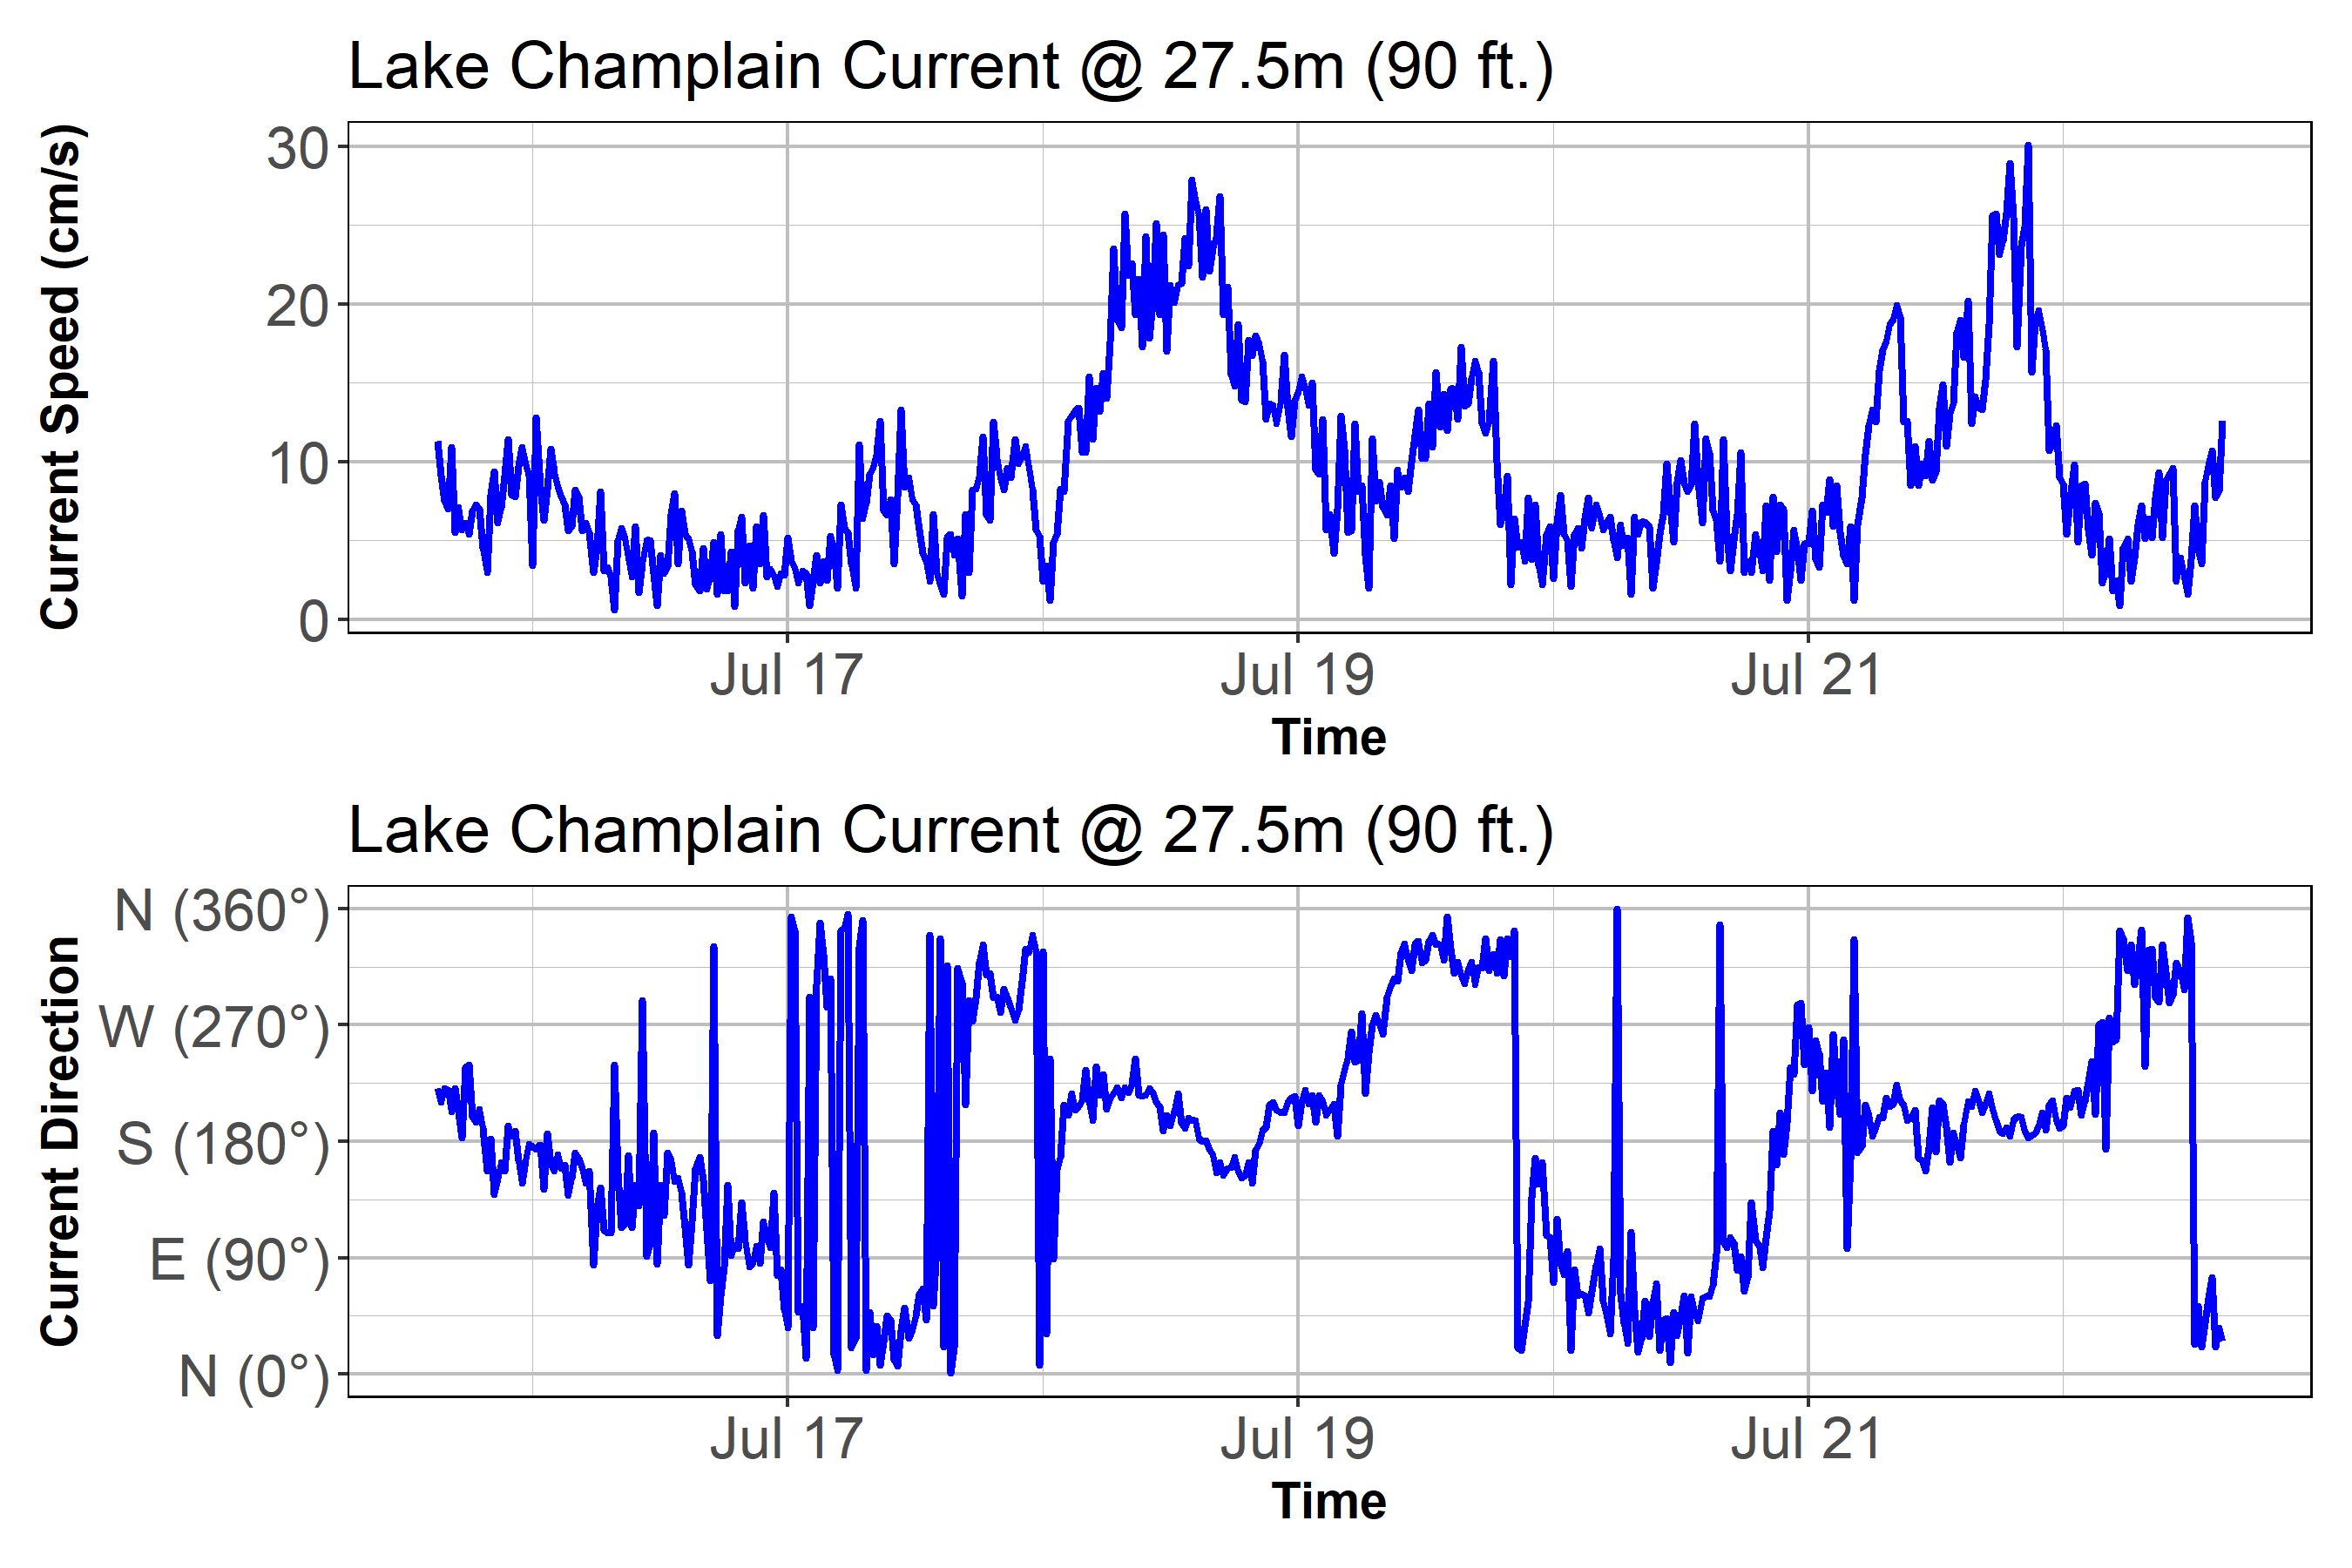 Lake Champlain Current @ 27.5m (90 ft.)
Current Speed (cm/s)
30
20
10
0
Jul 17 Jul 19 Jul 21
Time
Lake Champlain Current @ 27.5m (90 ft.)
Current Direction
N (360°)
W (270°)
S (180°)
E (90°)
N (0°)
Jul 17 Jul 19 Jul 21
Time